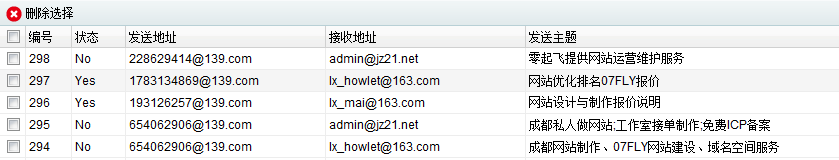 删除选择
编号 状态 发送地址 接收地址 发送主题
298 No 228629414@139.com admin@jz21.net 零起飞提供网站运营维护服务
297 Yes 1783134869@139.com lx_howlet@163.com 网站优化排名07FLY报价
296 Yes 193126257@139.com lx_mai@163.com 网站设计与制作报价说明
295 No 654062906@139.com admin@jz21.net 成都私人做网站;工作室接单制作;免费ICP备案
294 No 654062906@139.com lx_howlet@163.com 成都网站制作、07FLY网站建设、域名空间服务